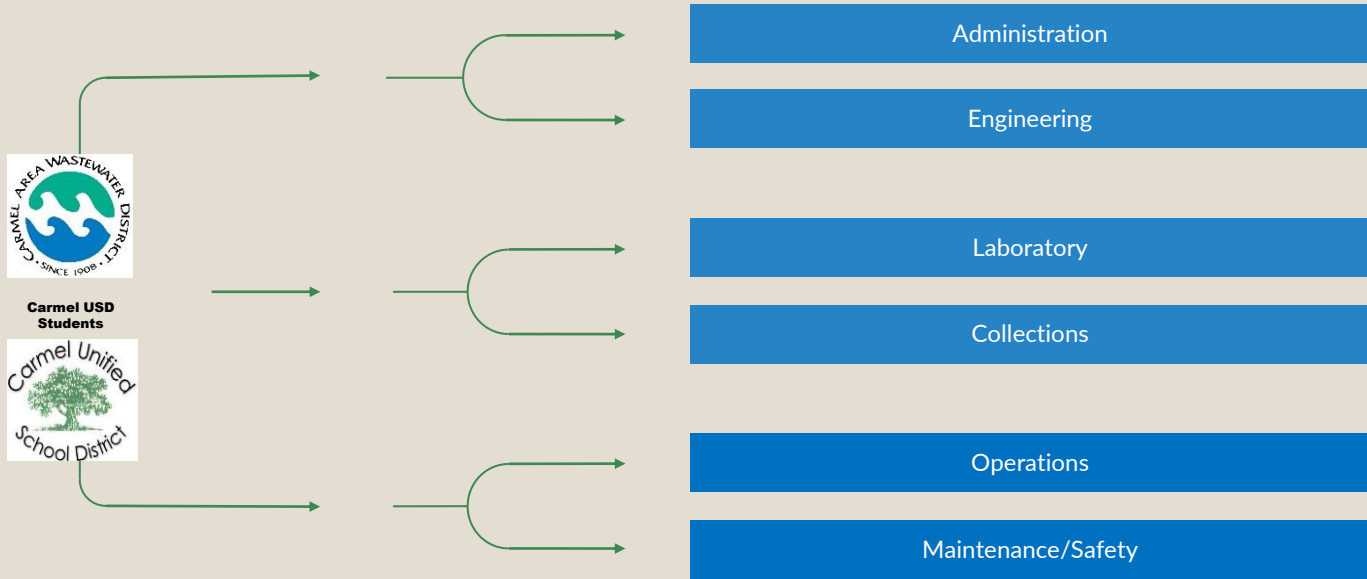 Administration
Engineering
CARMEL AREA WASTEWATER DISTRICT
• SINCE 1908 •
Laboratory
Carmel USD
Students
Collections
Carmel Unified
School District
Operations
Maintenance/Safety